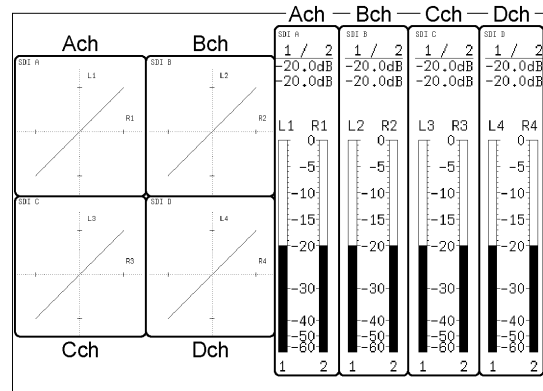 Ach Bch Cch Dch
Ach Bch
SDI A SDI B
L1 L2
R1 R2
SDI C SDI D
L3 L4
R3 R4
Cch Dch
SDI A SDI B SDI C SDI D
1 / 2 1 / 2 1 / 2 1 / 2
-20.0dB -20.0dB -20.0dB -20.0dB
-20.0dB -20.0dB -20.0dB -20.0dB
L1 R1 L2 R2 L3 R3 L4 R4
0 0 0 0
-5 -5 -5 -5
-10 -10 -10 -10
-15 -15 -15 -15
-20 -20 -20 -20
-30 -30 -30 -30
-40 -40 -40 -40
-50 -50 -50 -50
-60 -60 -60 -60
1 2 1 2 1 2 1 2